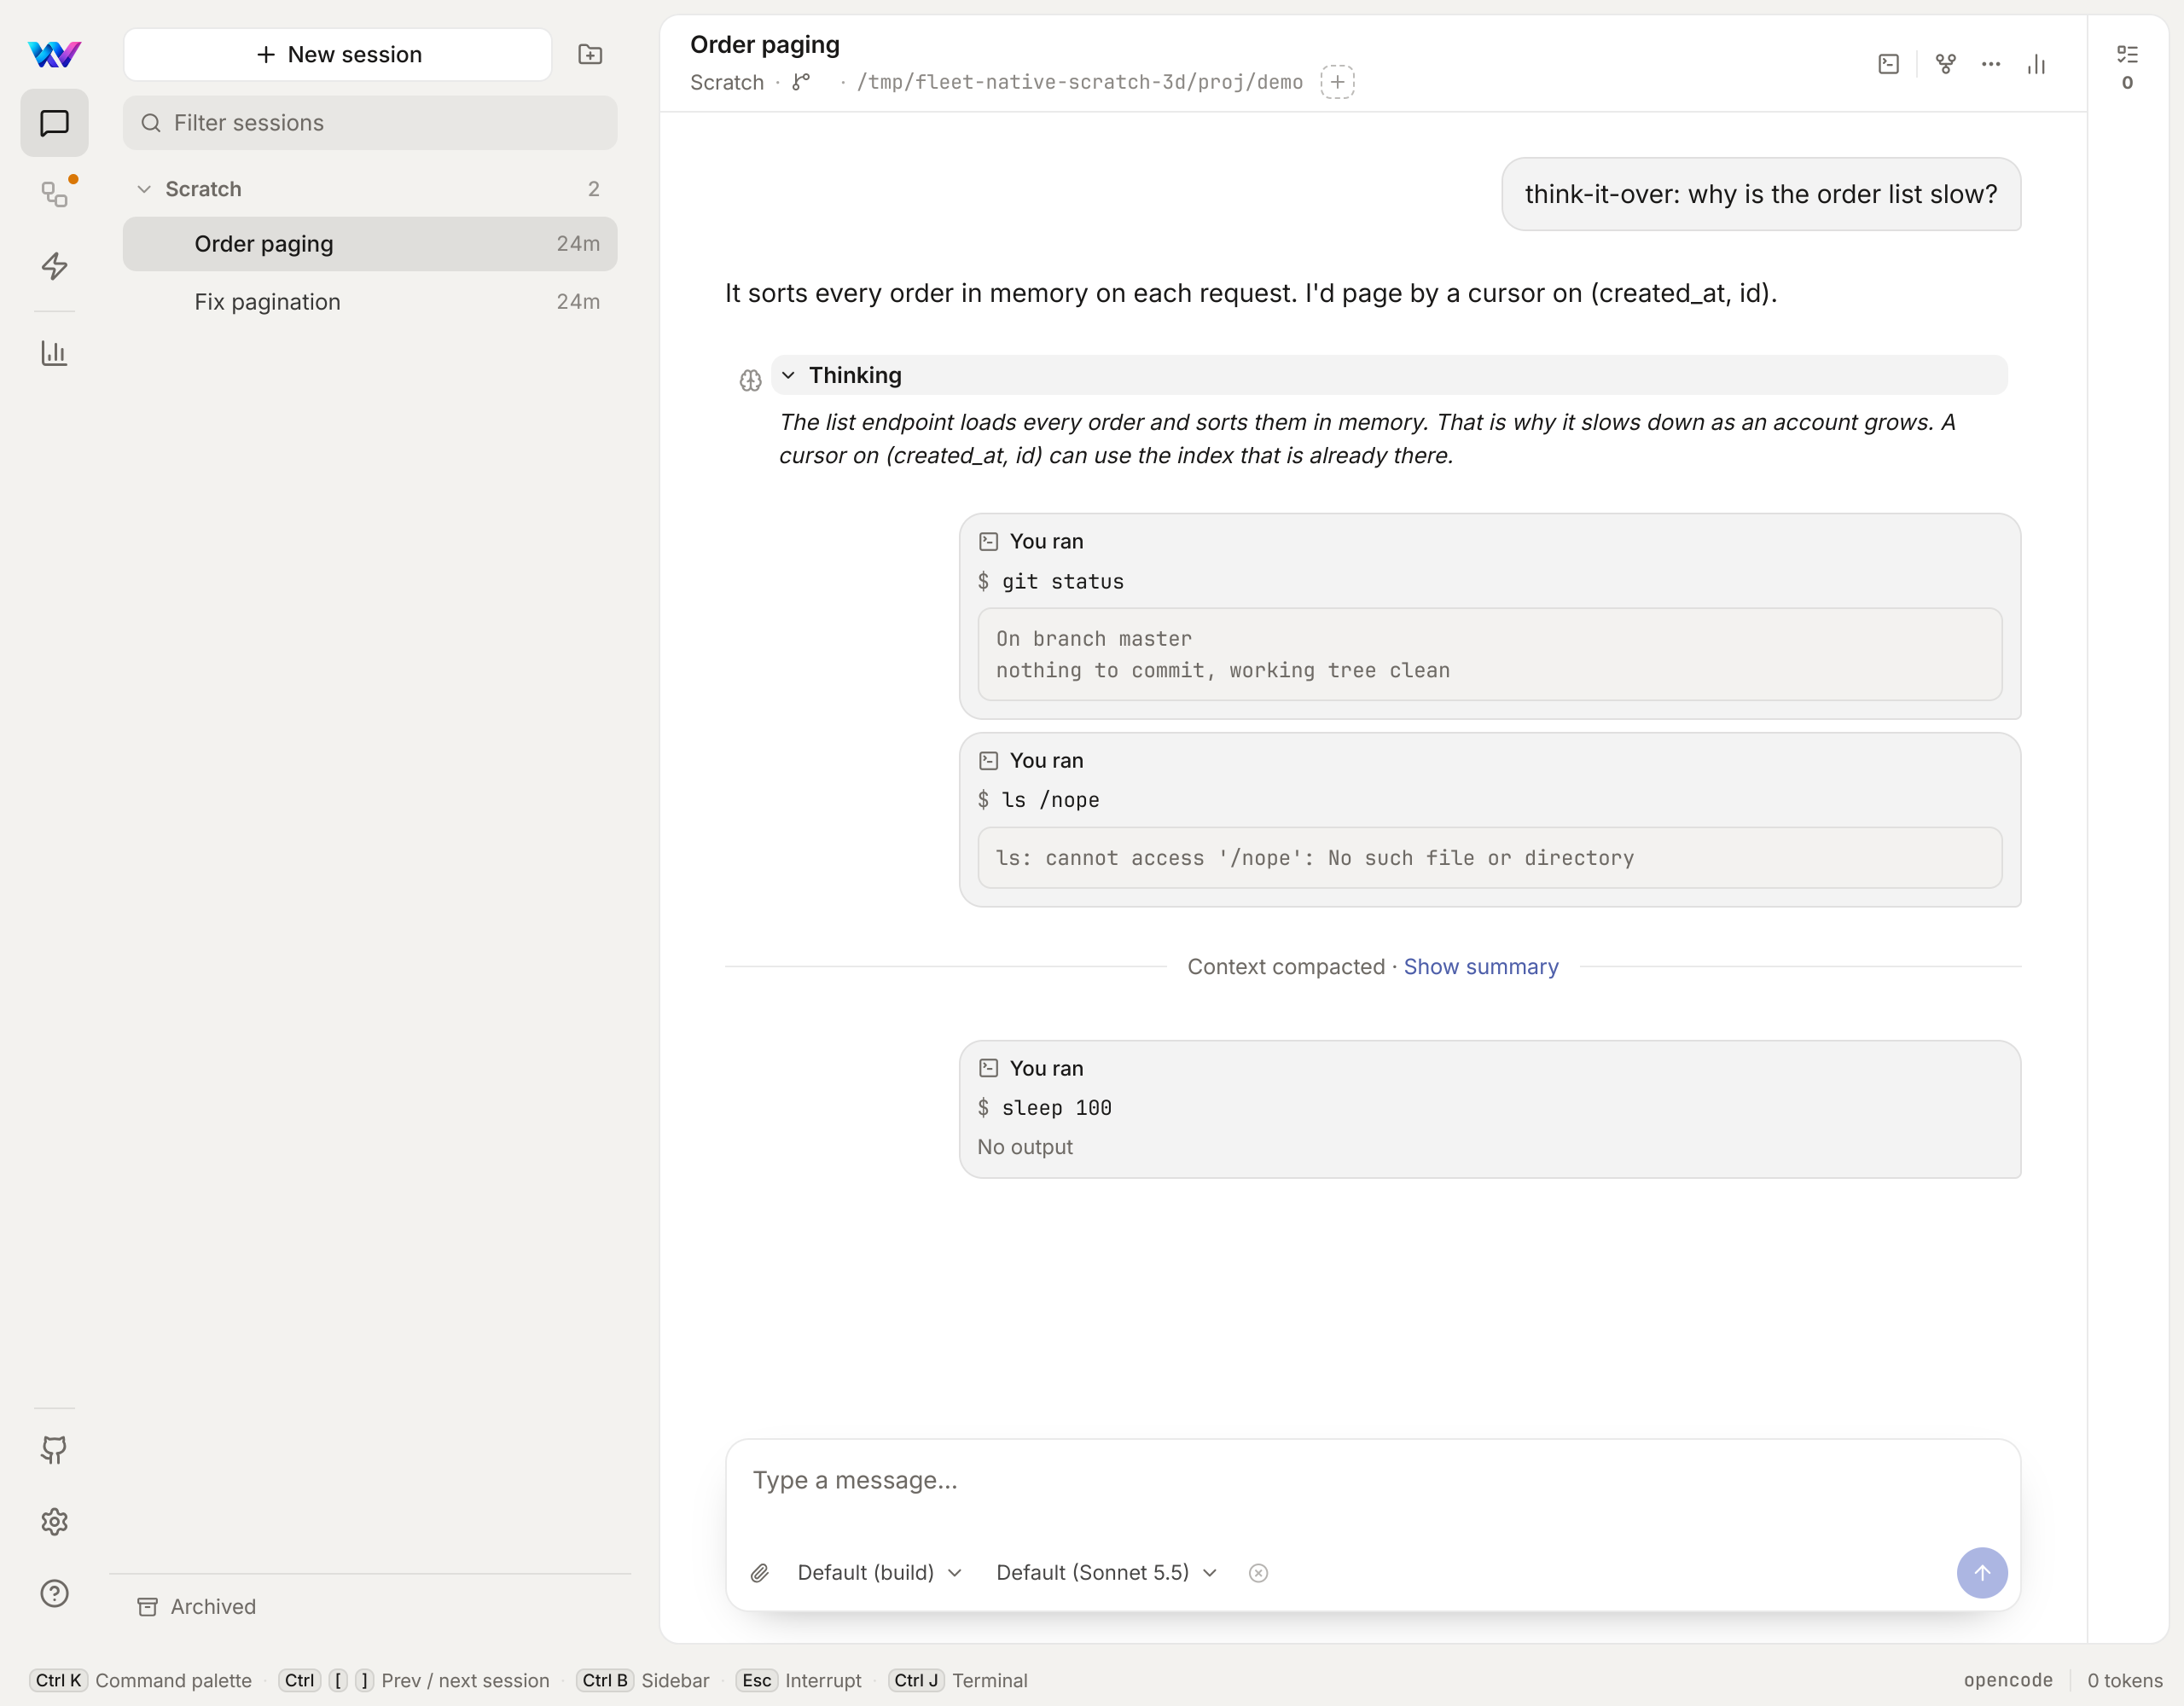 New session
Filter sessions
Scratch 2
Order paging 24m
Fix pagination 24m
Archived
Order paging
Scratch · · /tmp/fleet-native-scratch-3d/proj/demo
0
think-it-over: why is the order list slow?
It sorts every order in memory on each request. I'd page by a cursor on (created_at, id).
Thinking
The list endpoint loads every order and sorts them in memory. That is why it slows down as an account grows. A
cursor on (created_at, id) can use the index that is already there.
You ran
$ git status
On branch master
nothing to commit, working tree clean
You ran
$ ls /nope
ls: cannot access '/nope': No such file or directory
Context compacted · Show summary
You ran
$ sleep 100
No output
Type a message...
Default (build) Default (Sonnet 5.5)
Ctrl K Command palette · Ctrl [ ] Prev / next session · Ctrl B Sidebar · Esc Interrupt · Ctrl J Terminal opencode 0 tokens